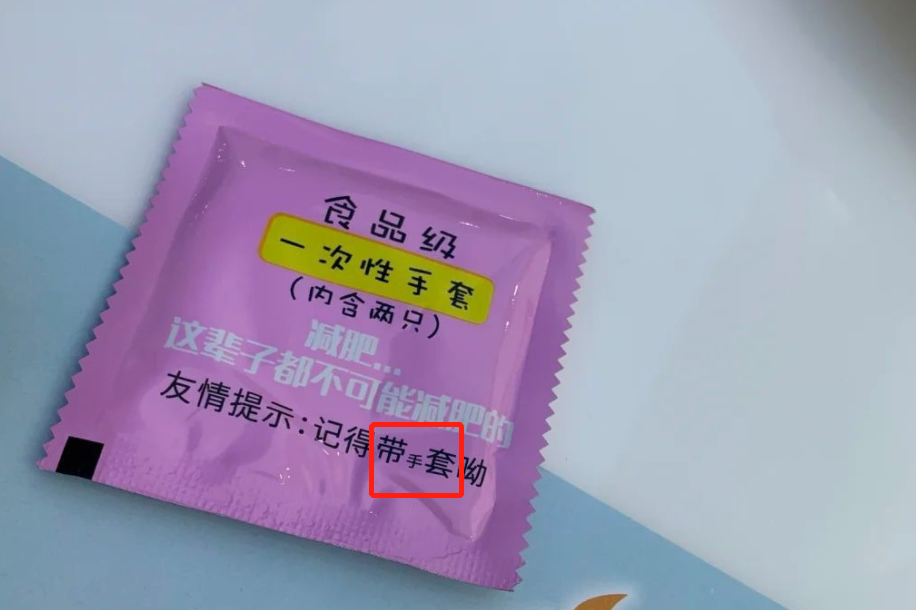 食品级
一次性手套
(内含两只)
减肥...
这辈子都不可能减肥的
友情提示:记得带手套呦